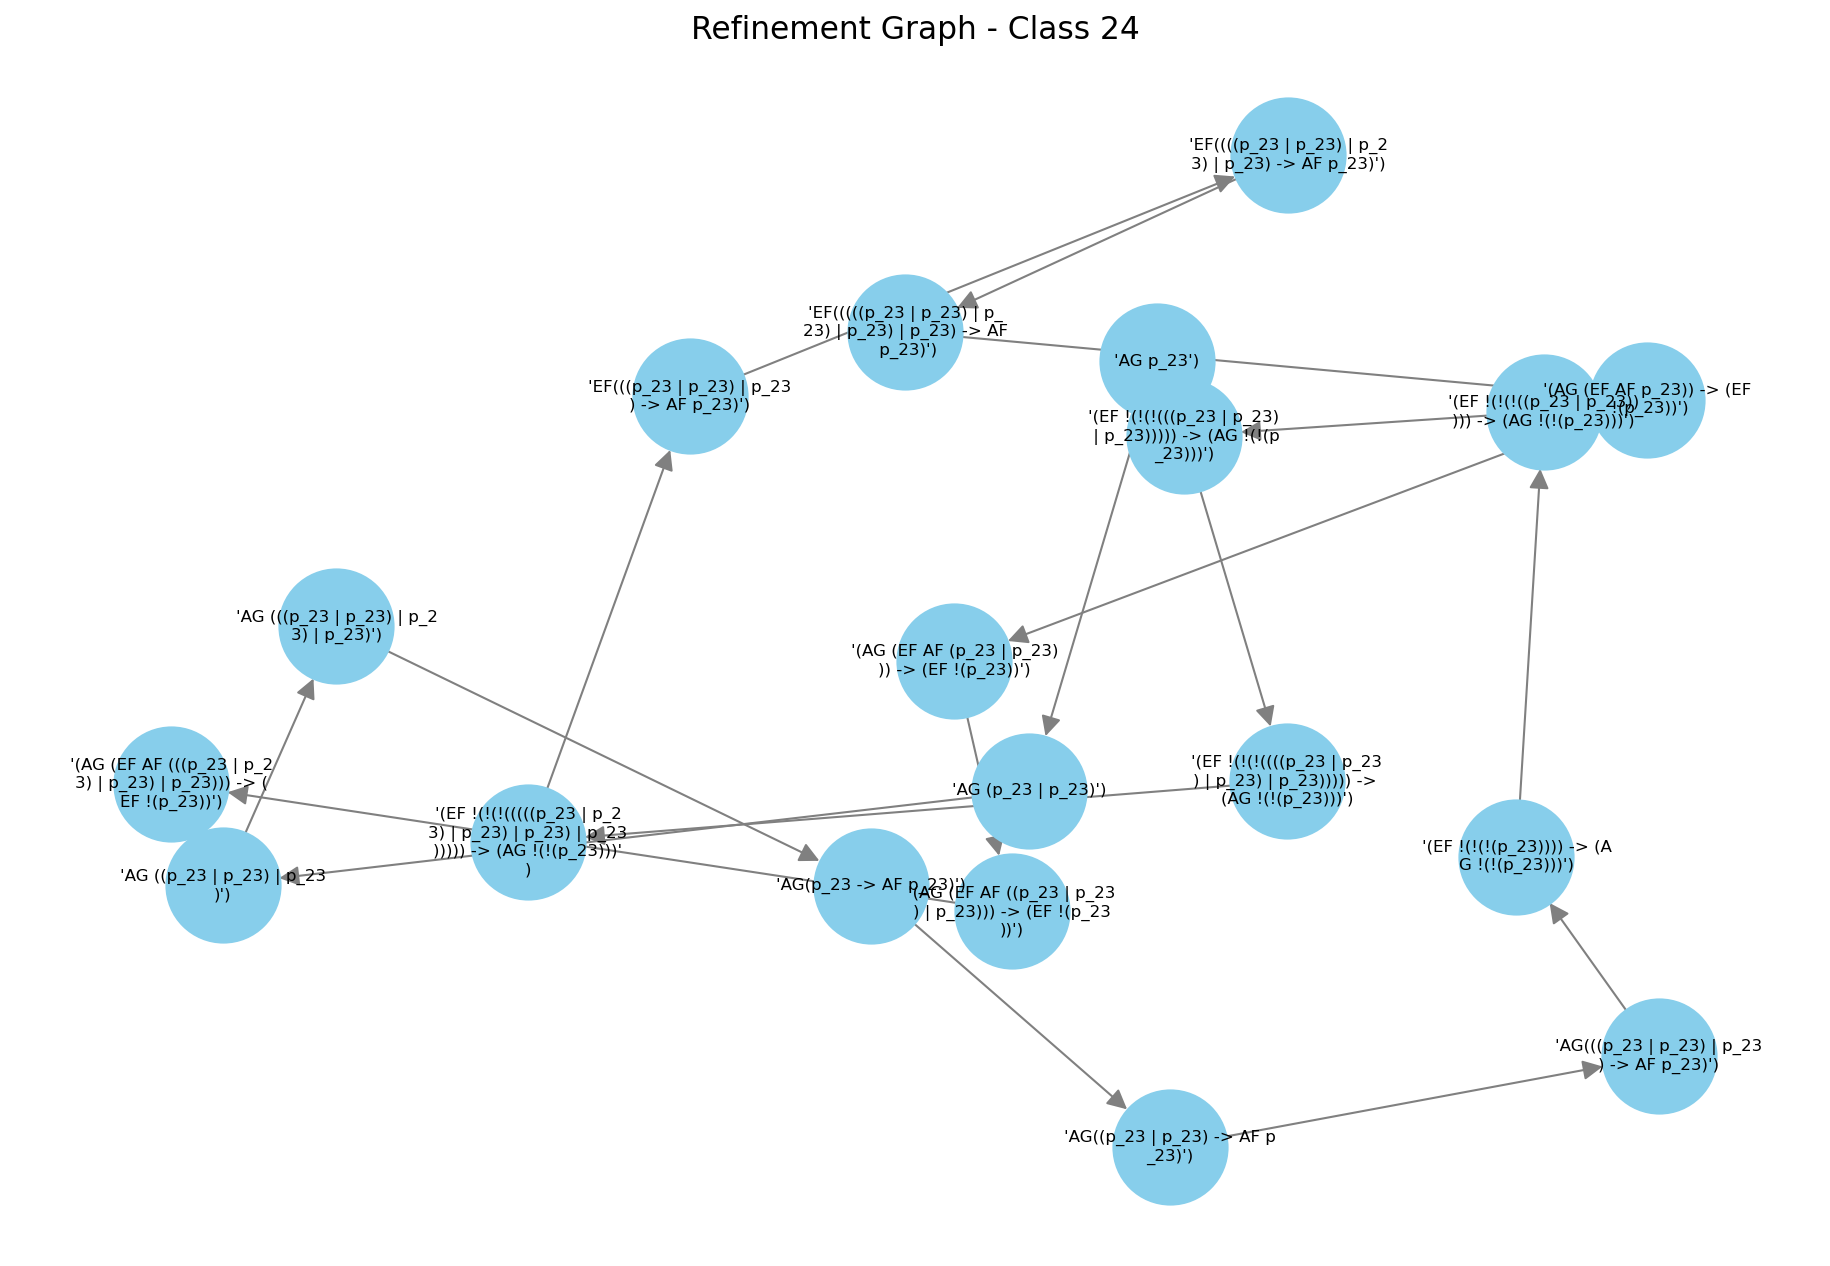 Refinement Graph - Class 24
'EF((((p_23 | p_23) | p_2
3) | p_23) -> AF p_23)')
'EF(((((p_23 | p_23) | p_
23) | p_23) | p_23) -> AF
p_23)')
'AG p_23')
'EF(((p_23 | p_23) | p_23
) -> AF p_23)')
'(AG (EF AF p_23)) -> (EF
!(p_23))')
'(EF !(!(!((p_23 | p_23))
))) -> (AG !(!(p_23)))')
'(EF !(!(!(((p_23 | p_23)
| p_23))))) -> (AG !(!(p
_23)))')
'AG (((p_23 | p_23) | p_2
3) | p_23)')
'(AG (EF AF (p_23 | p_23)
)) -> (EF !(p_23))')
'(AG (EF AF (((p_23 | p_2
3) | p_23) | p_23))) -> (
EF !(p_23))')
'(EF !(!(!((((p_23 | p_23
) | p_23) | p_23))))) ->
(AG !(!(p_23)))')
'AG (p_23 | p_23)')
'(EF !(!(!(((((p_23 | p_2
3) | p_23) | p_23) | p_23
))))) -> (AG !(!(p_23)))'
)
'(EF !(!(!(p_23)))) -> (A
G !(!(p_23)))')
'AG ((p_23 | p_23) | p_23
)')
'AG(p_23 -> AF p_23)')
'(AG (EF AF ((p_23 | p_23
) | p_23))) -> (EF !(p_23
))')
'AG(((p_23 | p_23) | p_23
) -> AF p_23)')
'AG((p_23 | p_23) -> AF p
_23)')